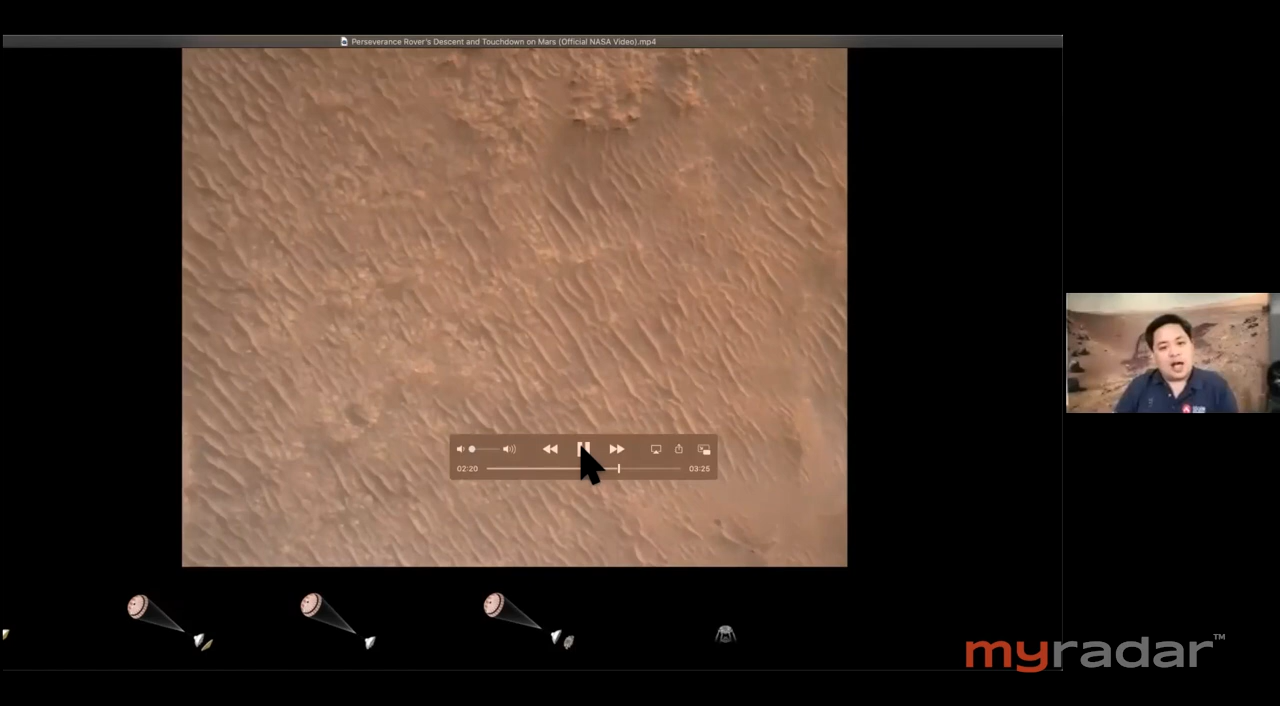 Perseverance Rover's Descent and Touchdown on Mars (Official NASA Video).mp4
02:20
03:25
myradar™